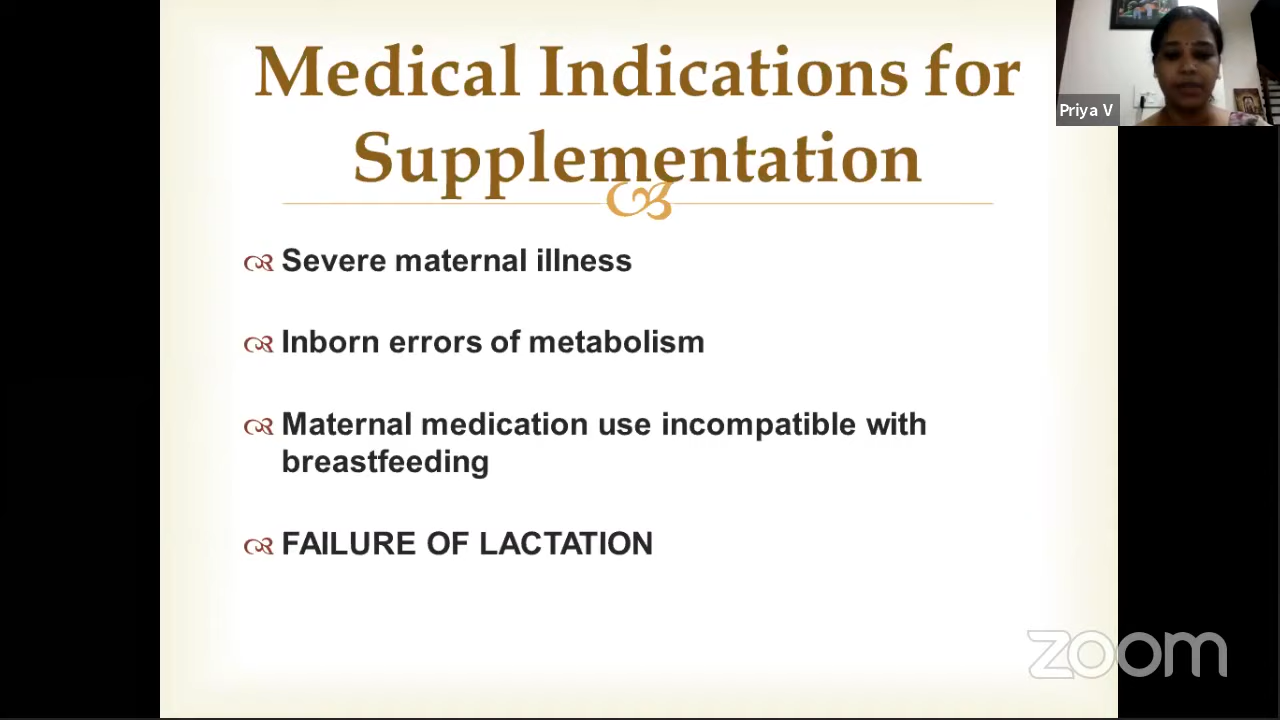 Medical Indications for
Supplementation
Severe maternal illness
Inborn errors of metabolism
Maternal medication use incompatible with
breastfeeding
FAILURE OF LACTATION
Priya V
zoom